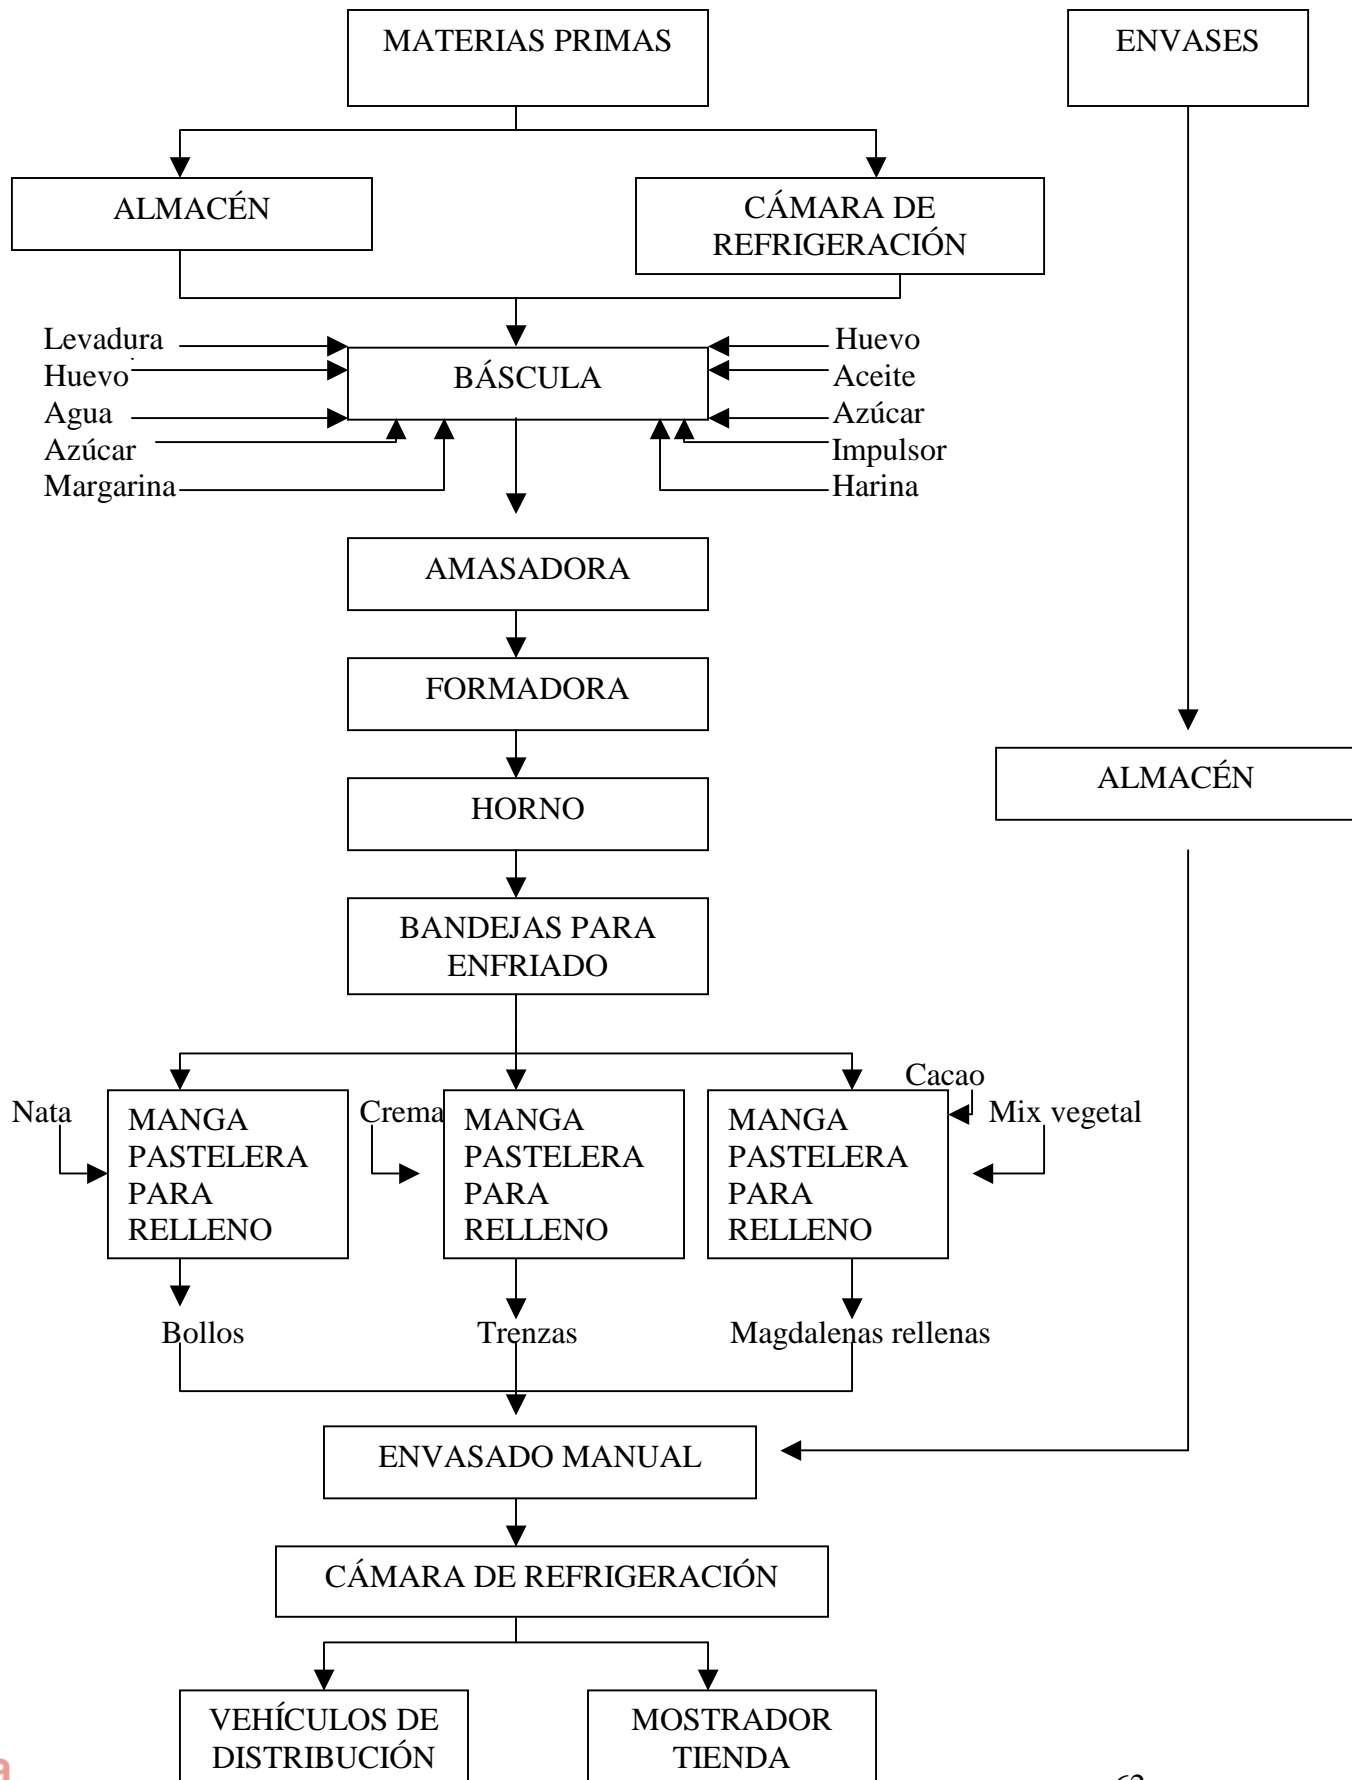 MATERIAS PRIMAS
ENVASES
ALMACÉN
CÁMARA DE
REFRIGERACIÓN
Levadura
Huevo
Agua
Azúcar
Margarina
BÁSCULA
Huevo
Aceite
Azúcar
Impulsor
Harina
AMASADORA
FORMADORA
HORNO
ALMACÉN
BANDEJAS PARA
ENFRIADO
Nata
MANGA
PASTELERA
PARA
RELLENO
Crema
MANGA
PASTELERA
PARA
RELLENO
Cacao
MANGA
PASTELERA
PARA
RELLENO
Mix vegetal
Bollos
Trenzas
Magdalenas rellenas
ENVASADO MANUAL
CÁMARA DE REFRIGERACIÓN
VEHÍCULOS DE
DISTRIBUCIÓN
MOSTRADOR
TIENDA